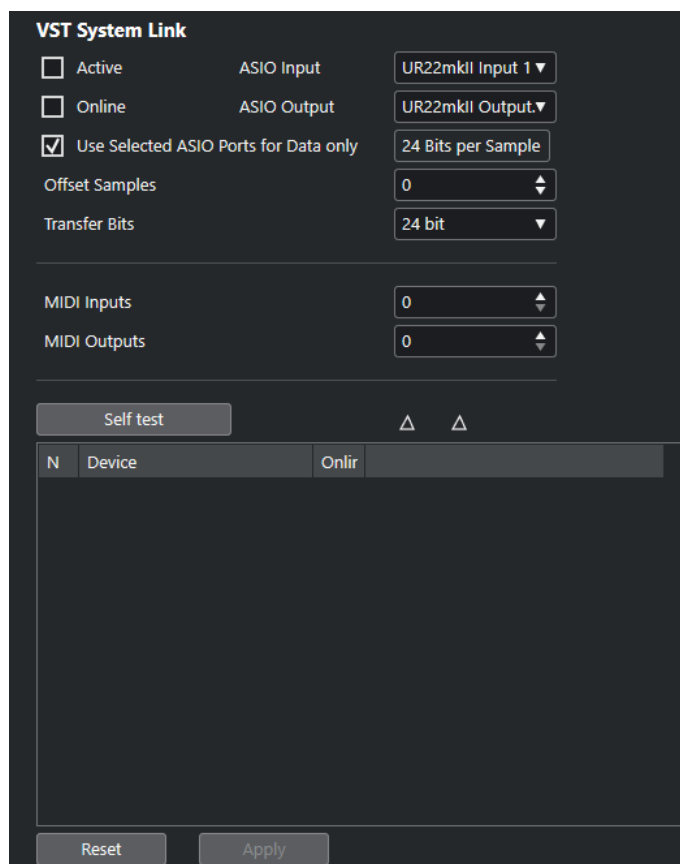 VST System Link
Active ASIO Input UR22mkII Input 1
Online ASIO Output UR22mkII Output.
Use Selected ASIO Ports for Data only 24 Bits per Sample
Offset Samples 0
Transfer Bits 24 bit
MIDI Inputs 0
MIDI Outputs 0
Self test
N Device Onlir
Reset Apply